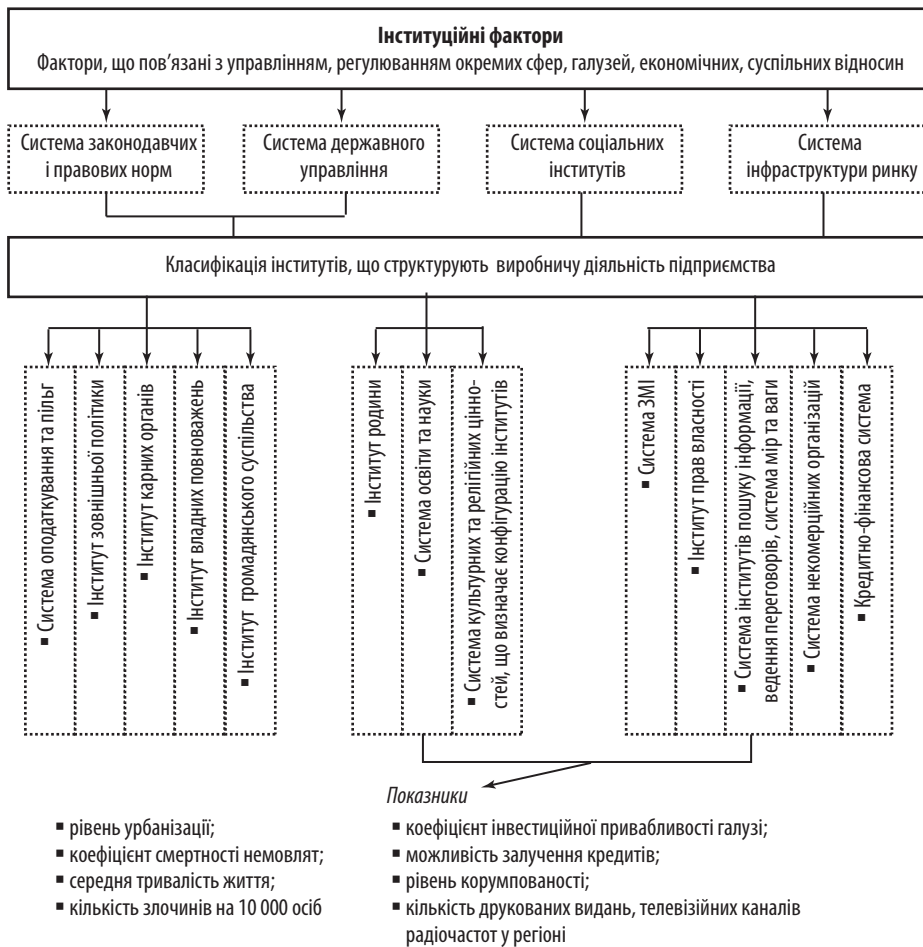 Інституційні фактори
Фактори, що пов’язані з управлінням, регулюванням окремих сфер, галузей, економічних, суспільних відносин
Система законодавчих
і правових норм
Система державного
управління
Система соціальних
інститутів
Система
інфраструктури ринку
Класифікація інститутів, що структурують виробничу діяльність підприємства
▪ Система оподаткування та пільг
▪ Інститут зовнішньої політики
▪ Інститут карних органів
▪ Інститут владних повноважень
▪ Інститут громадянського суспільства
▪ Інститут родини
▪ Система освіти та науки
▪ Система культурних та релігійних цінно-
стей, що визначає конфігурацію інститутів
▪ Система ЗМІ
▪ Інститут прав власності
▪ Система інститутів пошуку інформації,
ведення переговорів, система мір та ваги
▪ Система некомерційних організацій
▪ Кредитно-фінансова система
Показники
▪ рівень урбанізації;
▪ коефіцієнт смертності немовлят;
▪ середня тривалість життя;
▪ кількість злочинів на 10 000 осіб
▪ коефіцієнт інвестиційної привабливості галузі;
▪ можливість залучення кредитів;
▪ рівень корумпованості;
▪ кількість друкованих видань, телевізійних каналів
радіочастот у регіоні